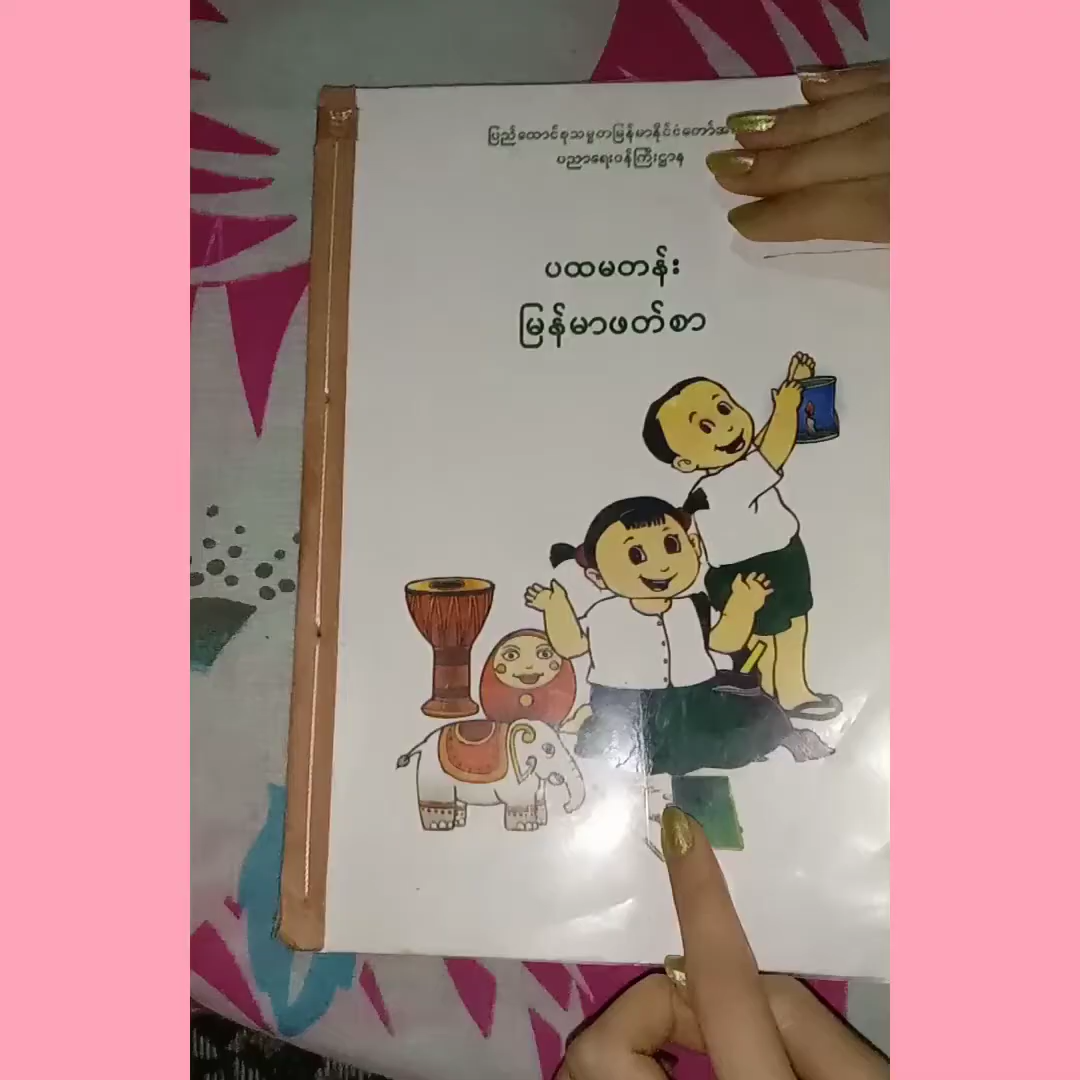 ပြည်ထောင်စုသမ္မတမြန်မာနိုင်ငံတော်
ပညာရေးဝန်ကြီးဌာန
ပထမတန်း
မြန်မာဖတ်စာ